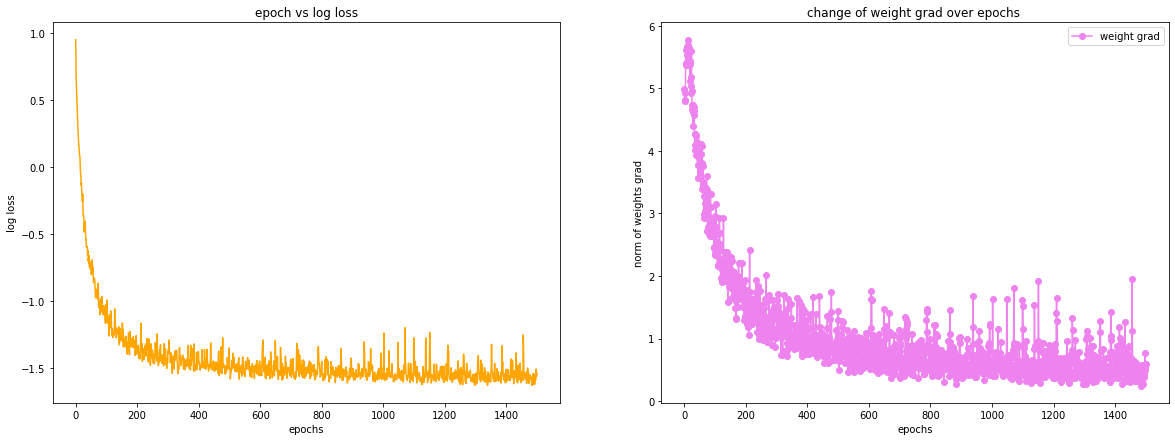 epoch vs log loss
log loss
1.0
0.5
0.0
−0.5
−1.0
−1.5
0 200 400 600 800 1000 1200 1400
epochs
change of weight grad over epochs
weight grad
norm of weights grad
6
5
4
3
2
1
0
0 200 400 600 800 1000 1200 1400
epochs